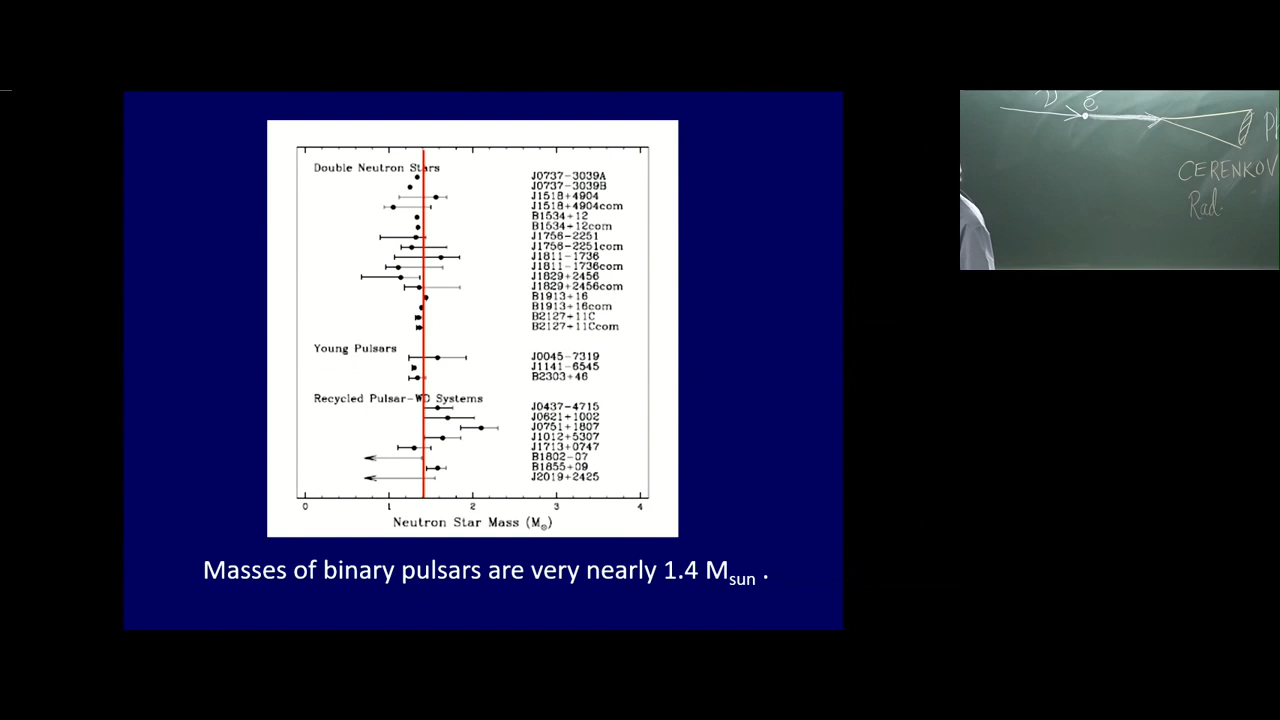 Double Neutron Stars
J0737-3039A
J0737-3039B
J1518+4904
J1518+4904com
B1534+12
B1534+12com
J1756-2251
J1756-2251com
J1811-1736
J1811-1736com
J1829+2456
J1829+2456com
B1913+16
B1913+16com
B2127+11C
B2127+11Ccom
Young Pulsars
J0045-7319
J1141-6545
B2303+46
Recycled Pulsar-WD Systems
J0437-4715
J0621+1002
J0751+1807
J1012+5307
J1713+0747
B1802-07
B1855+09
J2019+2425
0 1 2 3 4
Neutron Star Mass (M⊙)
Masses of binary pulsars are very nearly 1.4 Msun .
e
CERENKOV
Rad.